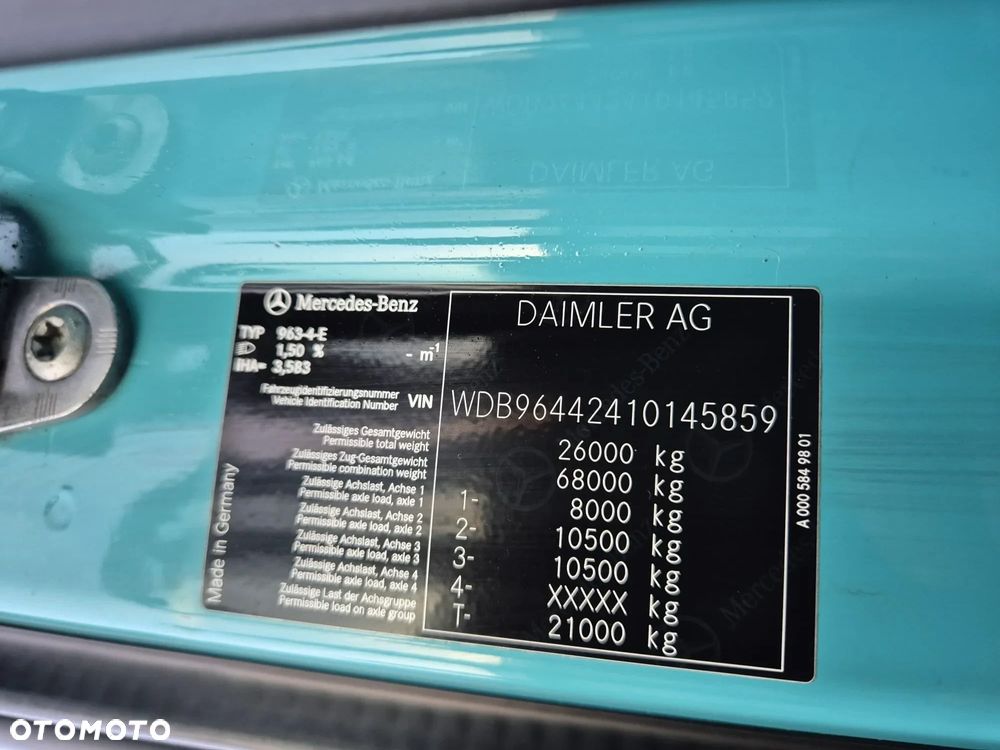 Mercedes-Benz
DAIMLER AG
TYP 963-4-E
1,50 % - m-1
IHA= 3,583
Fahrzeugidentifizierungsnummer
Vehicle Identification Number VIN WDB96442410145859
Zulässiges Gesamtgewicht
Permissible total weight 26000 kg
Zulässiges Zug-Gesamtgewicht
Permissible combination weight 68000 kg
Zulässige Achslast, Achse 1
Permissible axle load, axle 1 1- 8000 kg
Zulässige Achslast, Achse 2
Permissible axle load, axle 2 2- 10500 kg
Zulässige Achslast, Achse 3
Permissible axle load, axle 3 3- 10500 kg
Zulässige Achslast, Achse 4
Permissible axle load, axle 4 4- XXXXX kg
Zulässige Last der Achsgruppe
Permissible load on axle group T- 21000 kg
Made in Germany
A 000 584 98 01
OTOMOTO